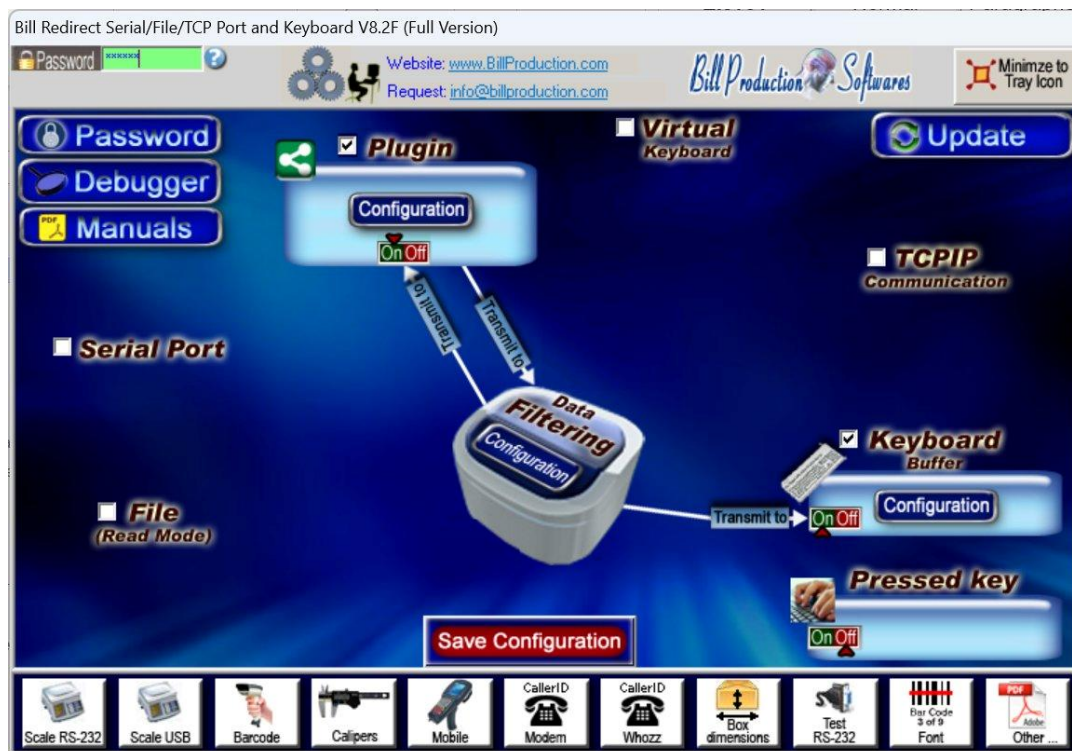 Bill Redirect Serial/File/TCP Port and Keyboard V8.2F (Full Version)
Password ******
?
Website: www.BillProduction.com
Request: info@billproduction.com
Bill Production Softwares
Minimze to
Tray Icon
Password
Debugger
PDF
Manuals
Plugin
Configuration
On Off
Virtual
Keyboard
Update
TCPIP
Communication
Transmit to
Transmit to
Serial Port
Data
Filtering
Configuration
Keyboard
Buffer
Configuration
Transmit to
On Off
File
(Read Mode)
Pressed key
On Off
Save Configuration
Scale RS-232
Scale USB
Barcode
Calipers
Mobile
CallerID
Modem
CallerID
Whozz
Box
dimensions
Test
RS-232
Bar Code
3 of 9
Font
PDF
Adobe
Other ...